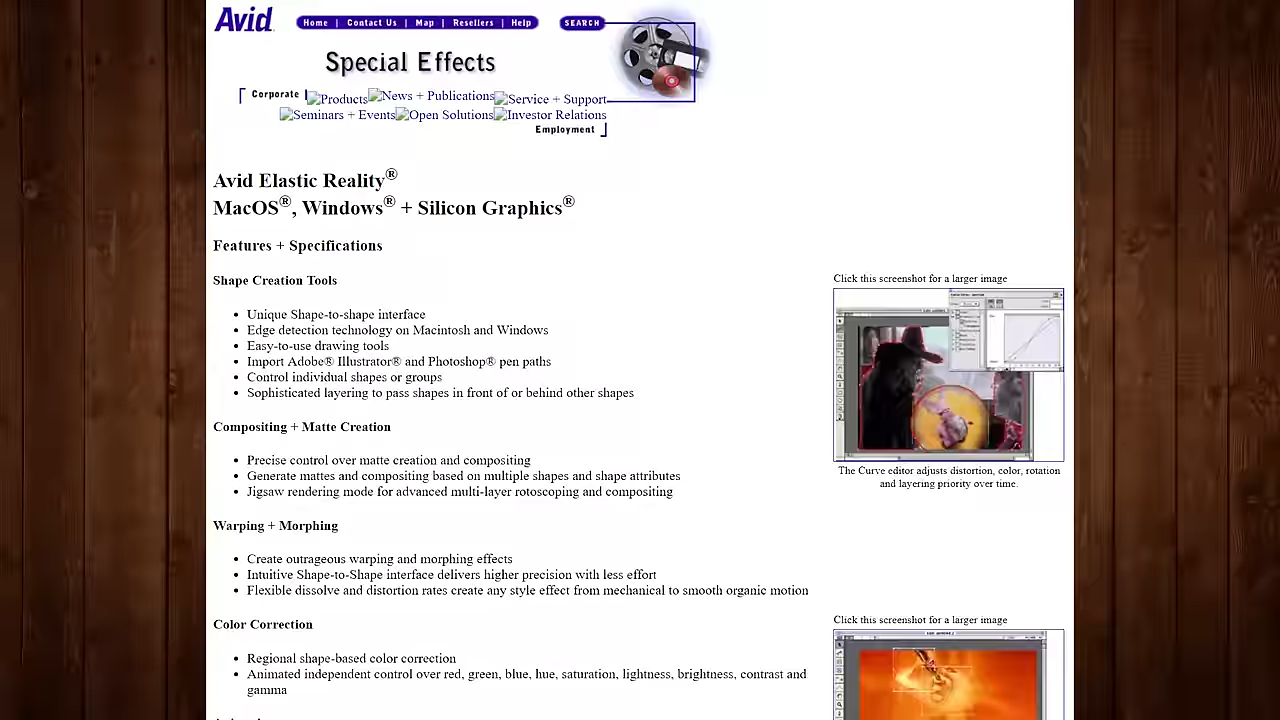 Avid
Home | Contact Us | Map | Resellers | Help
SEARCH
Special Effects
Corporate
Products
News + Publications
Service + Support
Seminars + Events
Open Solutions
Investor Relations
Employment
Avid Elastic Reality®
MacOS®, Windows® + Silicon Graphics®
Features + Specifications
Shape Creation Tools
• Unique Shape-to-shape interface
• Edge detection technology on Macintosh and Windows
• Easy-to-use drawing tools
• Import Adobe® Illustrator® and Photoshop® pen paths
• Control individual shapes or groups
• Sophisticated layering to pass shapes in front of or behind other shapes
Click this screenshot for a larger image
The Curve editor adjusts distortion, color, rotation
and layering priority over time.
Compositing + Matte Creation
• Precise control over matte creation and compositing
• Generate mattes and compositing based on multiple shapes and shape attributes
• Jigsaw rendering mode for advanced multi-layer rotoscoping and compositing
Warping + Morphing
• Create outrageous warping and morphing effects
• Intuitive Shape-to-Shape interface delivers higher precision with less effort
• Flexible dissolve and distortion rates create any style effect from mechanical to smooth organic motion
Color Correction
• Regional shape-based color correction
• Animated independent control over red, green, blue, hue, saturation, lightness, brightness, contrast and
gamma
Click this screenshot for a larger image